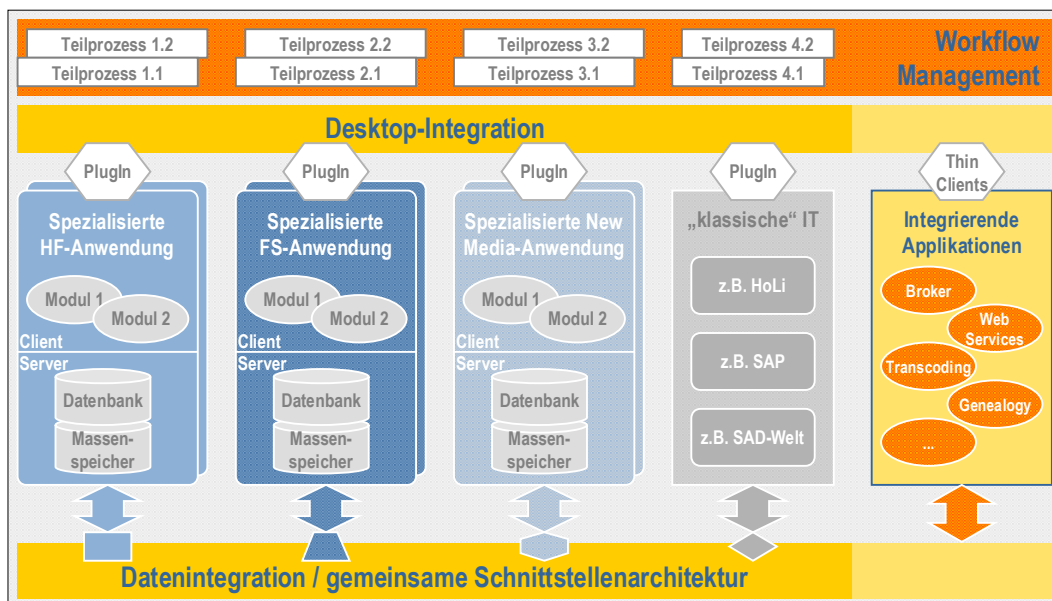 Teilprozess 1.2
Teilprozess 1.1
Teilprozess 2.2
Teilprozess 2.1
Teilprozess 3.2
Teilprozess 3.1
Teilprozess 4.2
Teilprozess 4.1
Workflow
Management
Desktop-Integration
PlugIn
Spezialisierte
HF-Anwendung
Modul 1
Modul 2
Client
Server
Datenbank
Massen-
speicher
PlugIn
Spezialisierte
FS-Anwendung
Modul 1
Modul 2
Client
Server
Datenbank
Massen-
speicher
PlugIn
Spezialisierte New
Media-Anwendung
Modul 1
Modul 2
Client
Server
Datenbank
Massen-
speicher
PlugIn
„klassische“ IT
z.B. HoLi
z.B. SAP
z.B. SAD-Welt
Thin
Clients
Integrierende
Applikationen
Broker
Web
Services
Transcoding
Genealogy
...
Datenintegration / gemeinsame Schnittstellenarchitektur